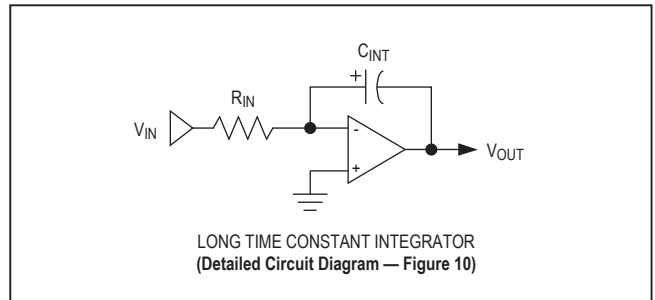 C_INT
+
R_IN
V_IN
-
+
V_OUT
LONG TIME CONSTANT INTEGRATOR
(Detailed Circuit Diagram — Figure 10)